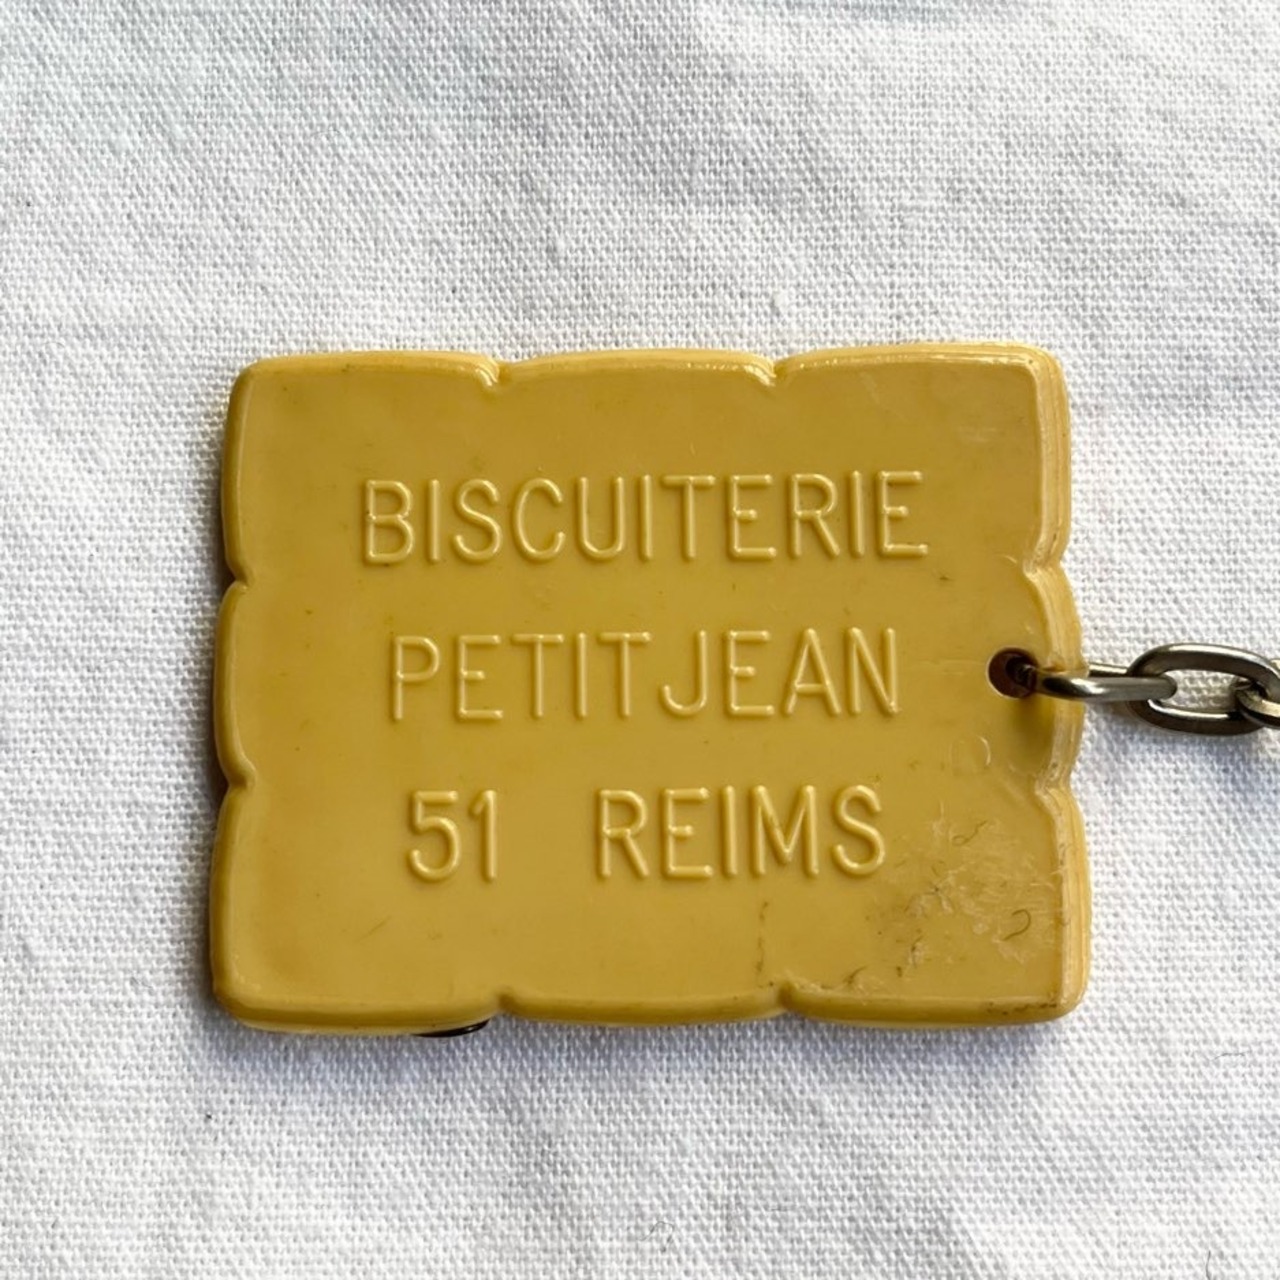 BISCUITERIE
PETITJEAN
51 REIMS